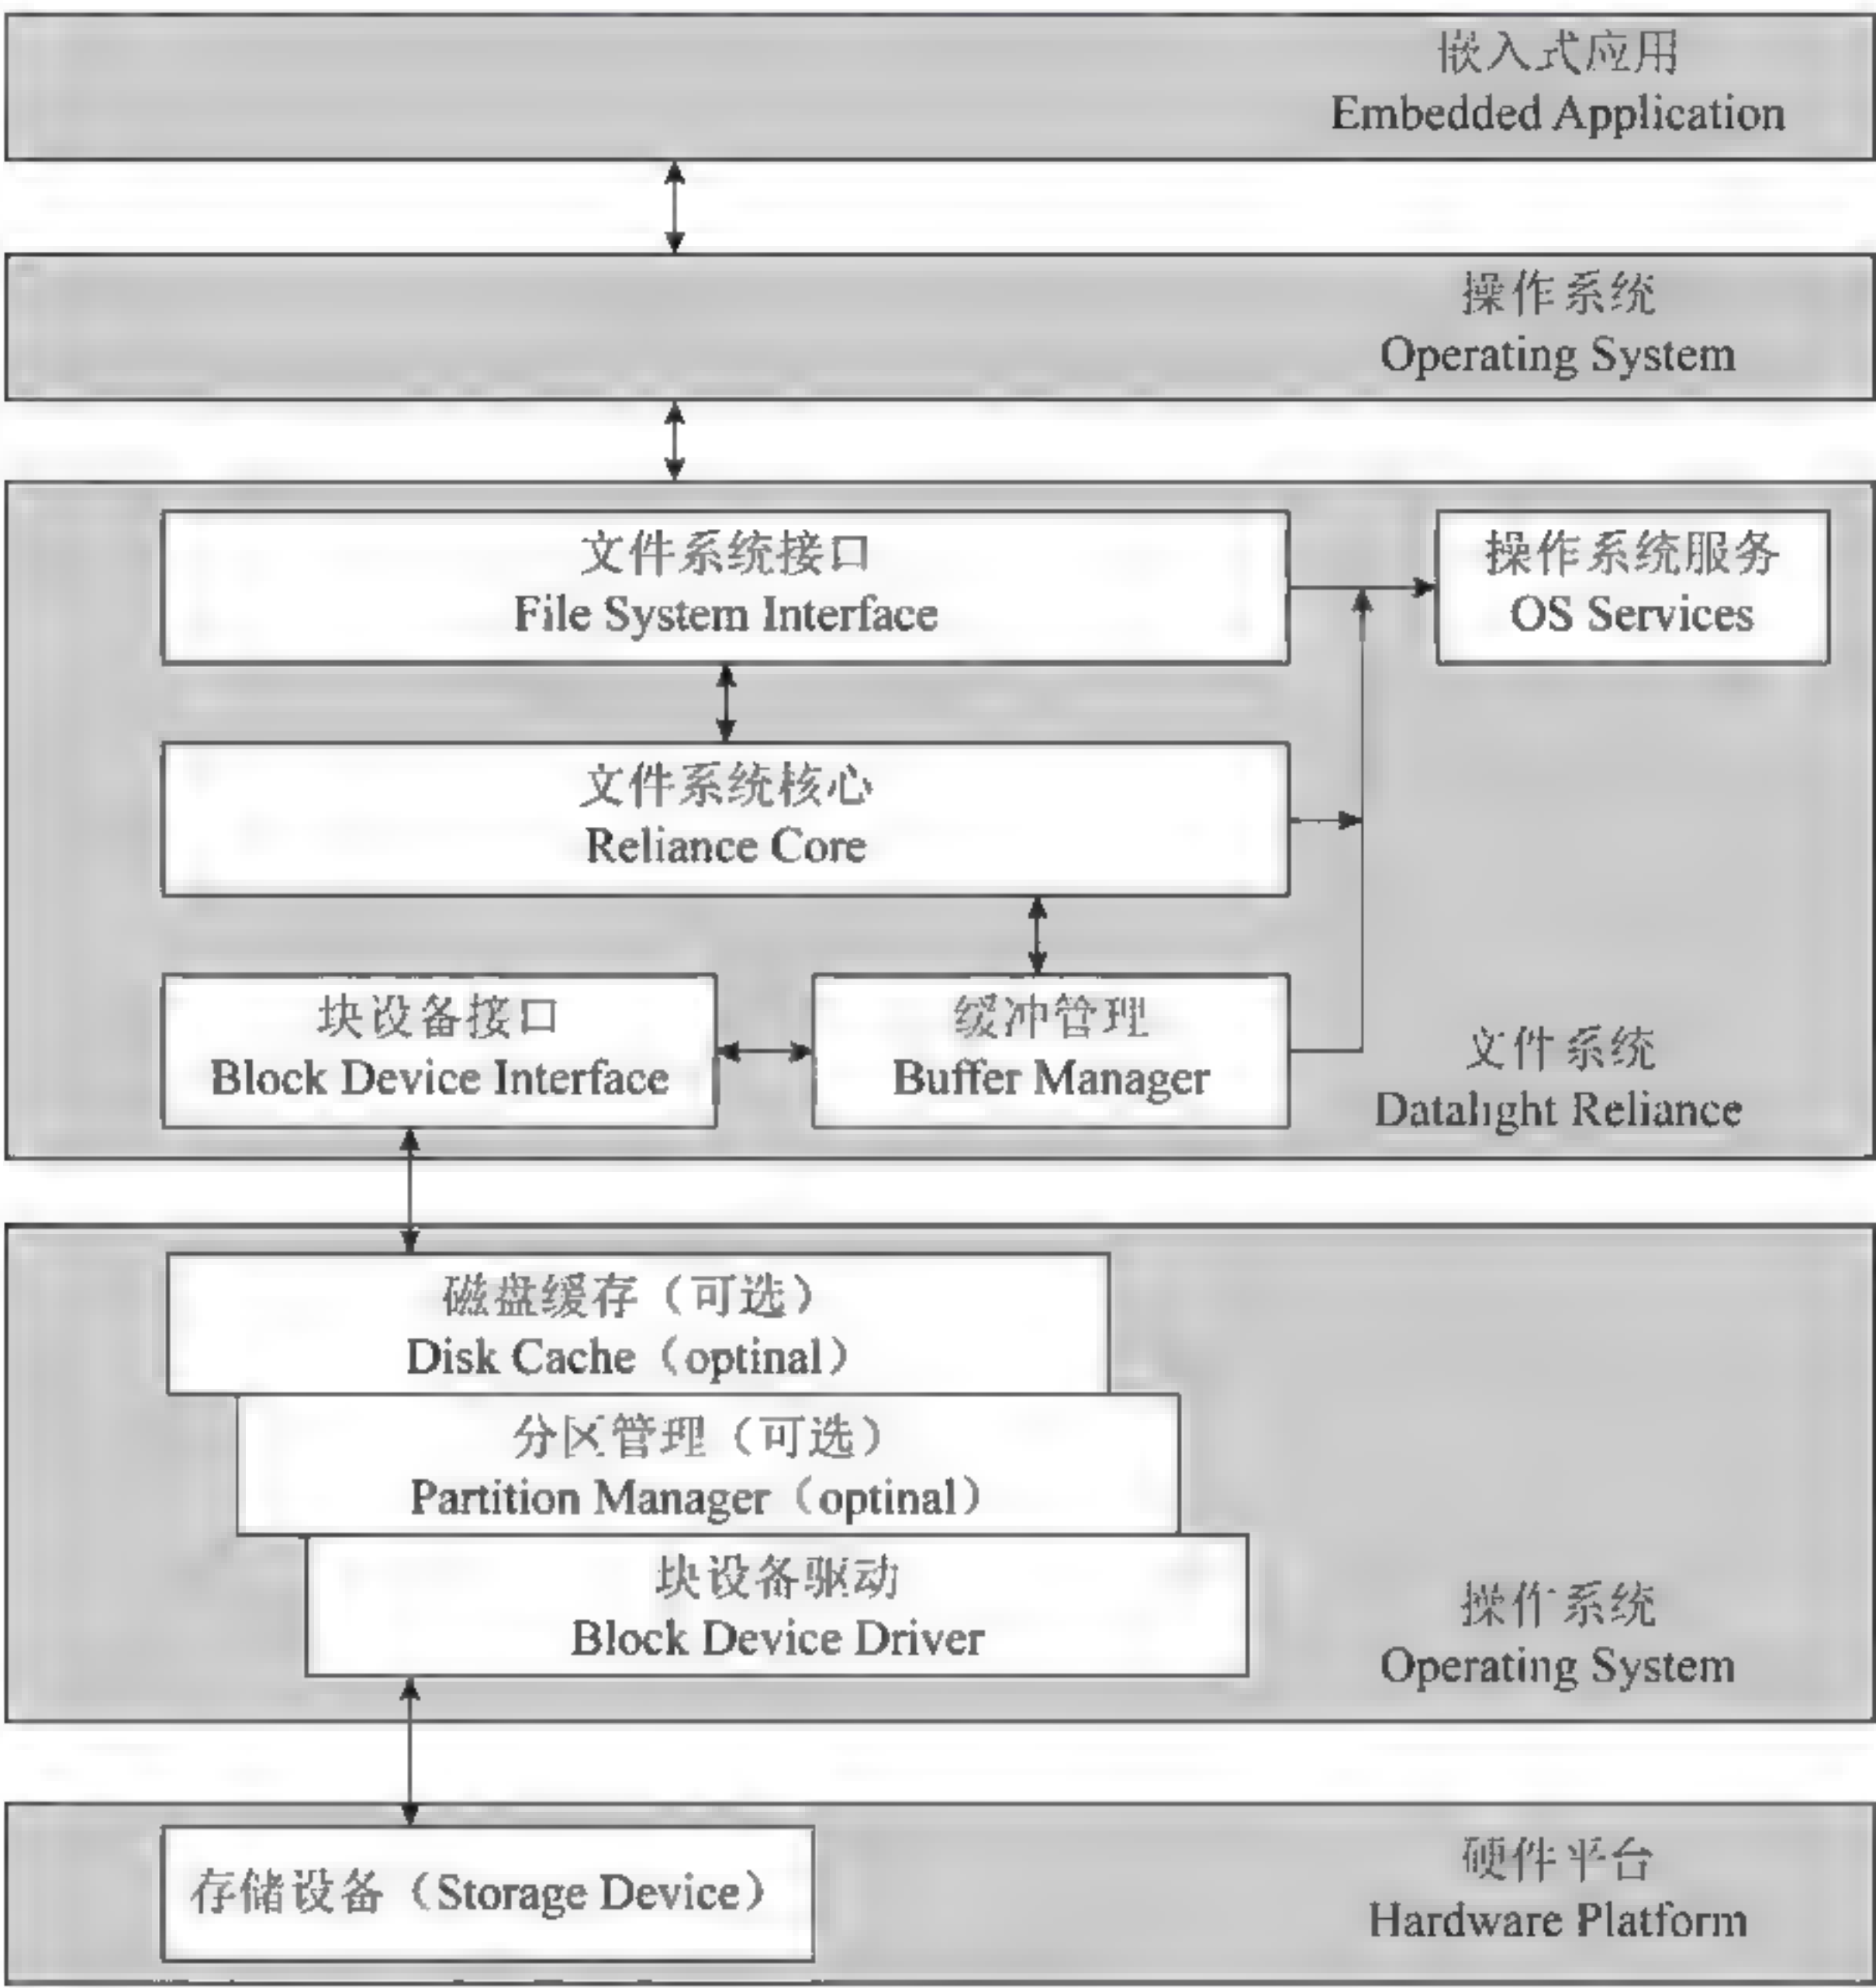 嵌入式应用
Embedded Application
操作系统
Operating System
文件系统接口
File System Interface
操作系统服务
OS Services
文件系统核心
Reliance Core
块设备接口
Block Device Interface
缓冲管理
Buffer Manager
文件系统
Datalight Reliance
磁盘缓存（可选）
Disk Cache（optinal）
分区管理（可选）
Partition Manager（optinal）
块设备驱动
Block Device Driver
操作系统
Operating System
存储设备（Storage Device）
硬件平台
Hardware Platform